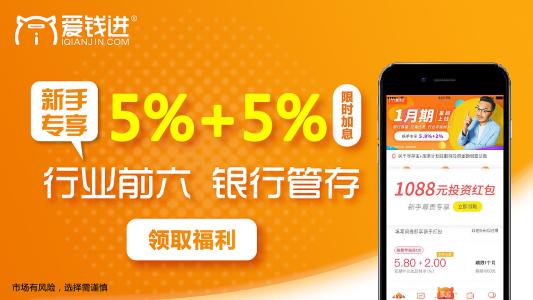 爱钱进®
IQIANJIN.COM
新手
专享
5%+5%
限时加息
行业前六 银行管存
领取福利
市场有风险，选择需谨慎
1月期
1088元投资红包
新手尊贵专享
立即领取
5.80+2.00